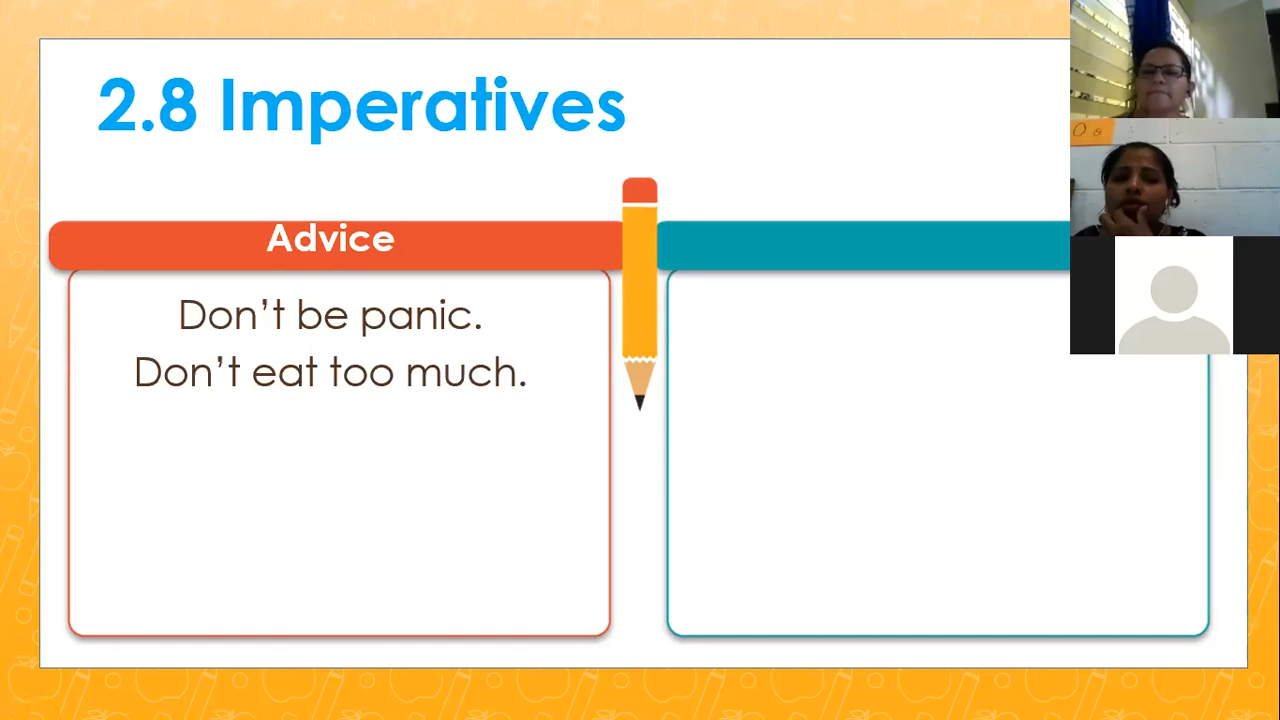 2.8 Imperatives
Advice
Don't be panic.
Don't eat too much.